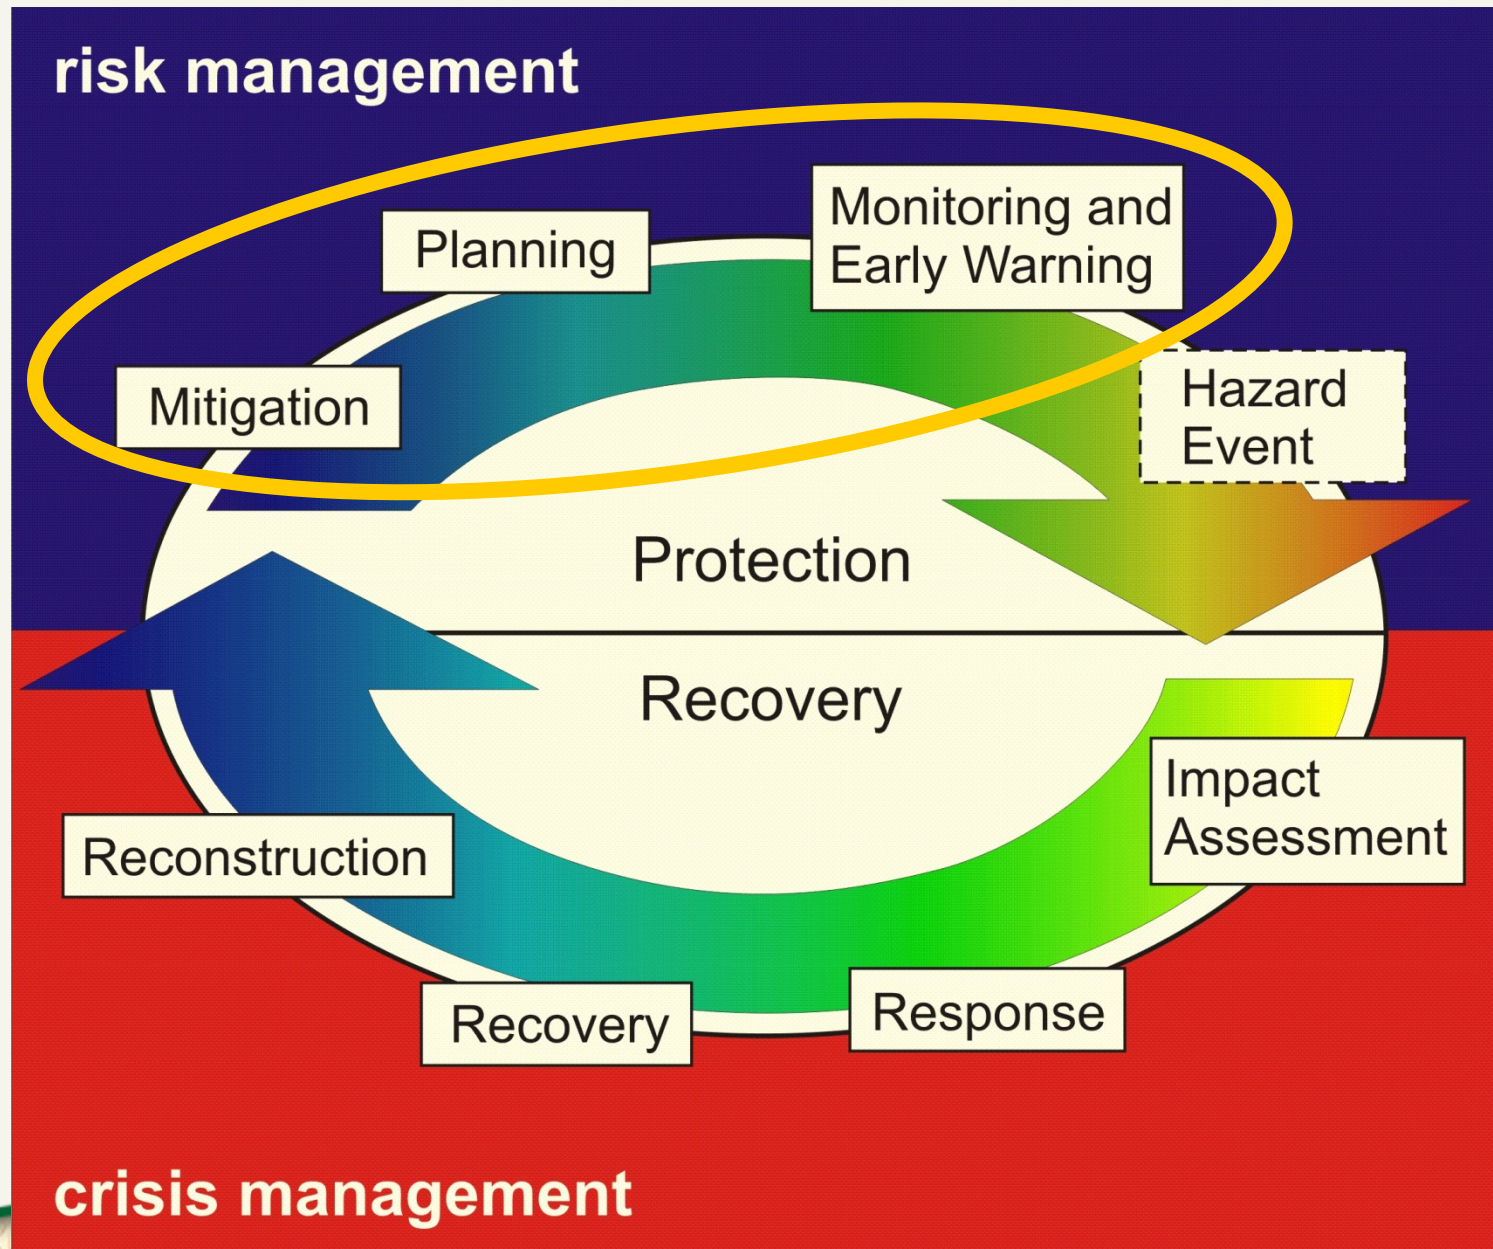 risk management
Planning
Monitoring and
Early Warning
Mitigation
Hazard
Event
Protection
Recovery
Impact
Assessment
Reconstruction
Recovery
Response
crisis management